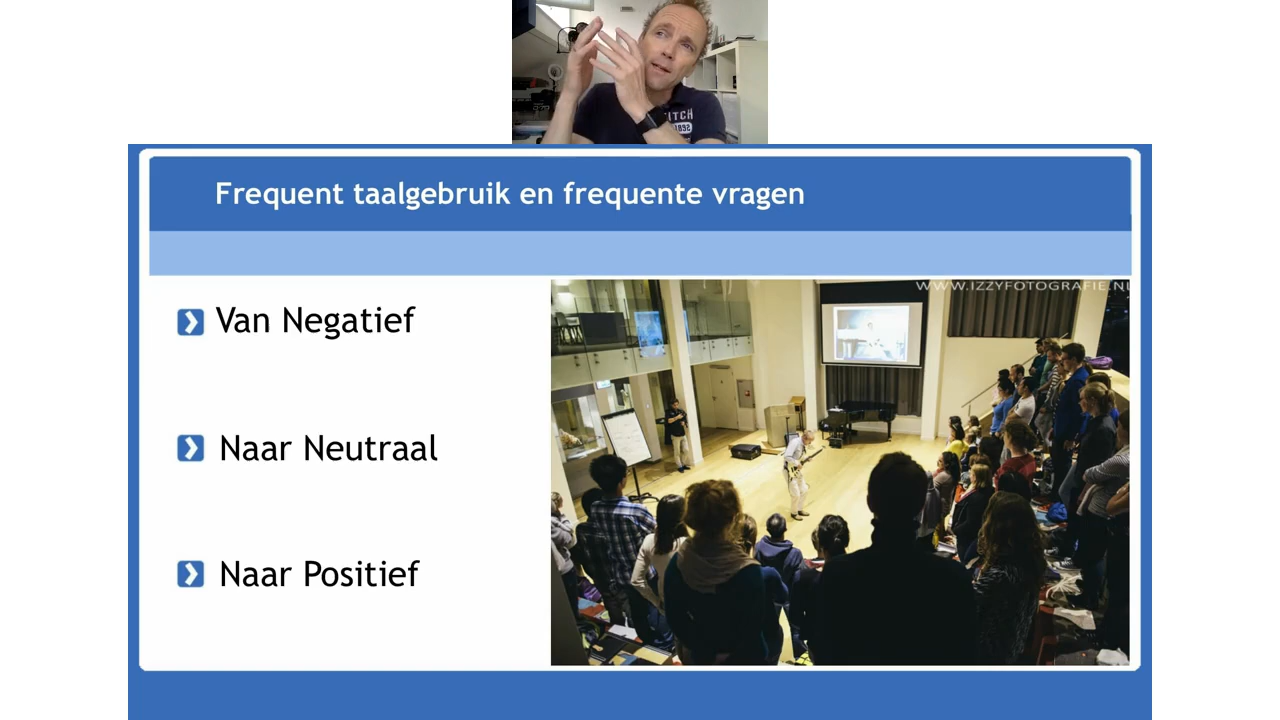 Frequent taalgebruik en frequente vragen
Van Negatief
Naar Neutraal
Naar Positief
WWW.IZZYFOTOGRAFIE.NL